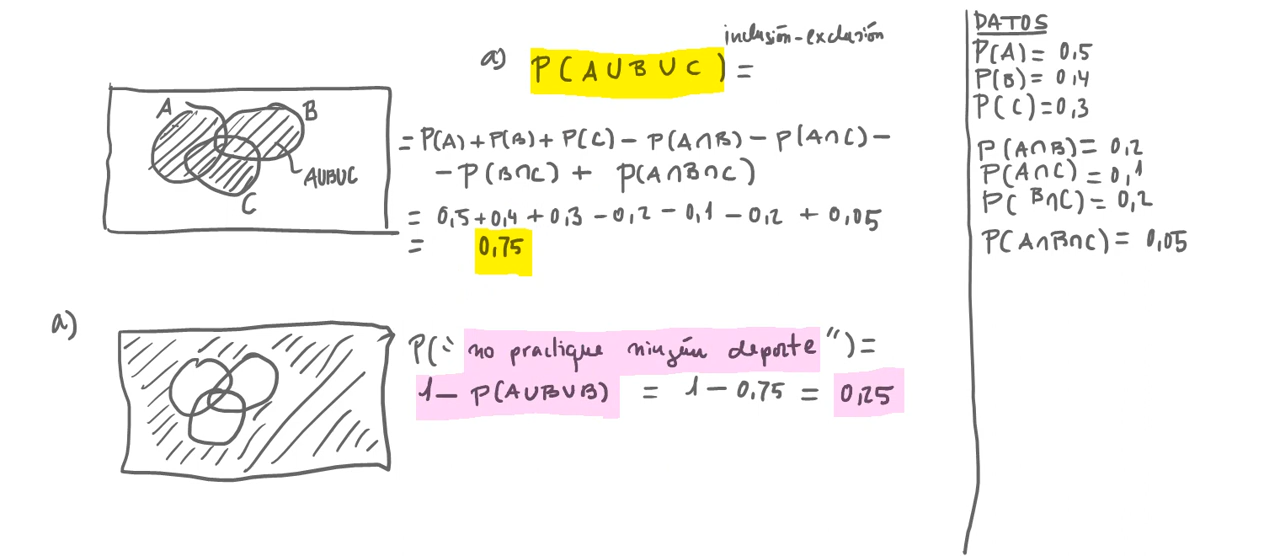 a) P(A∪B∪C) = inclusión-exclusión
A
B
A∪B∪C
C
= P(A) + P(B) + P(C) – P(A∩B) – P(A∩C) –
– P(B∩C) + P(A∩B∩C)
= 0,5 + 0,4 + 0,3 – 0,2 – 0,1 – 0,2 + 0,05
= 0,75
a)
P(" no practique ningún deporte ") =
1 – P(A∪B∪B) = 1 – 0,75 = 0,25
DATOS
P(A) = 0,5
P(B) = 0,4
P(C) = 0,3
P(A∩B) = 0,2
P(A∩C) = 0,1
P(B∩C) = 0,2
P(A∩B∩C) = 0,05